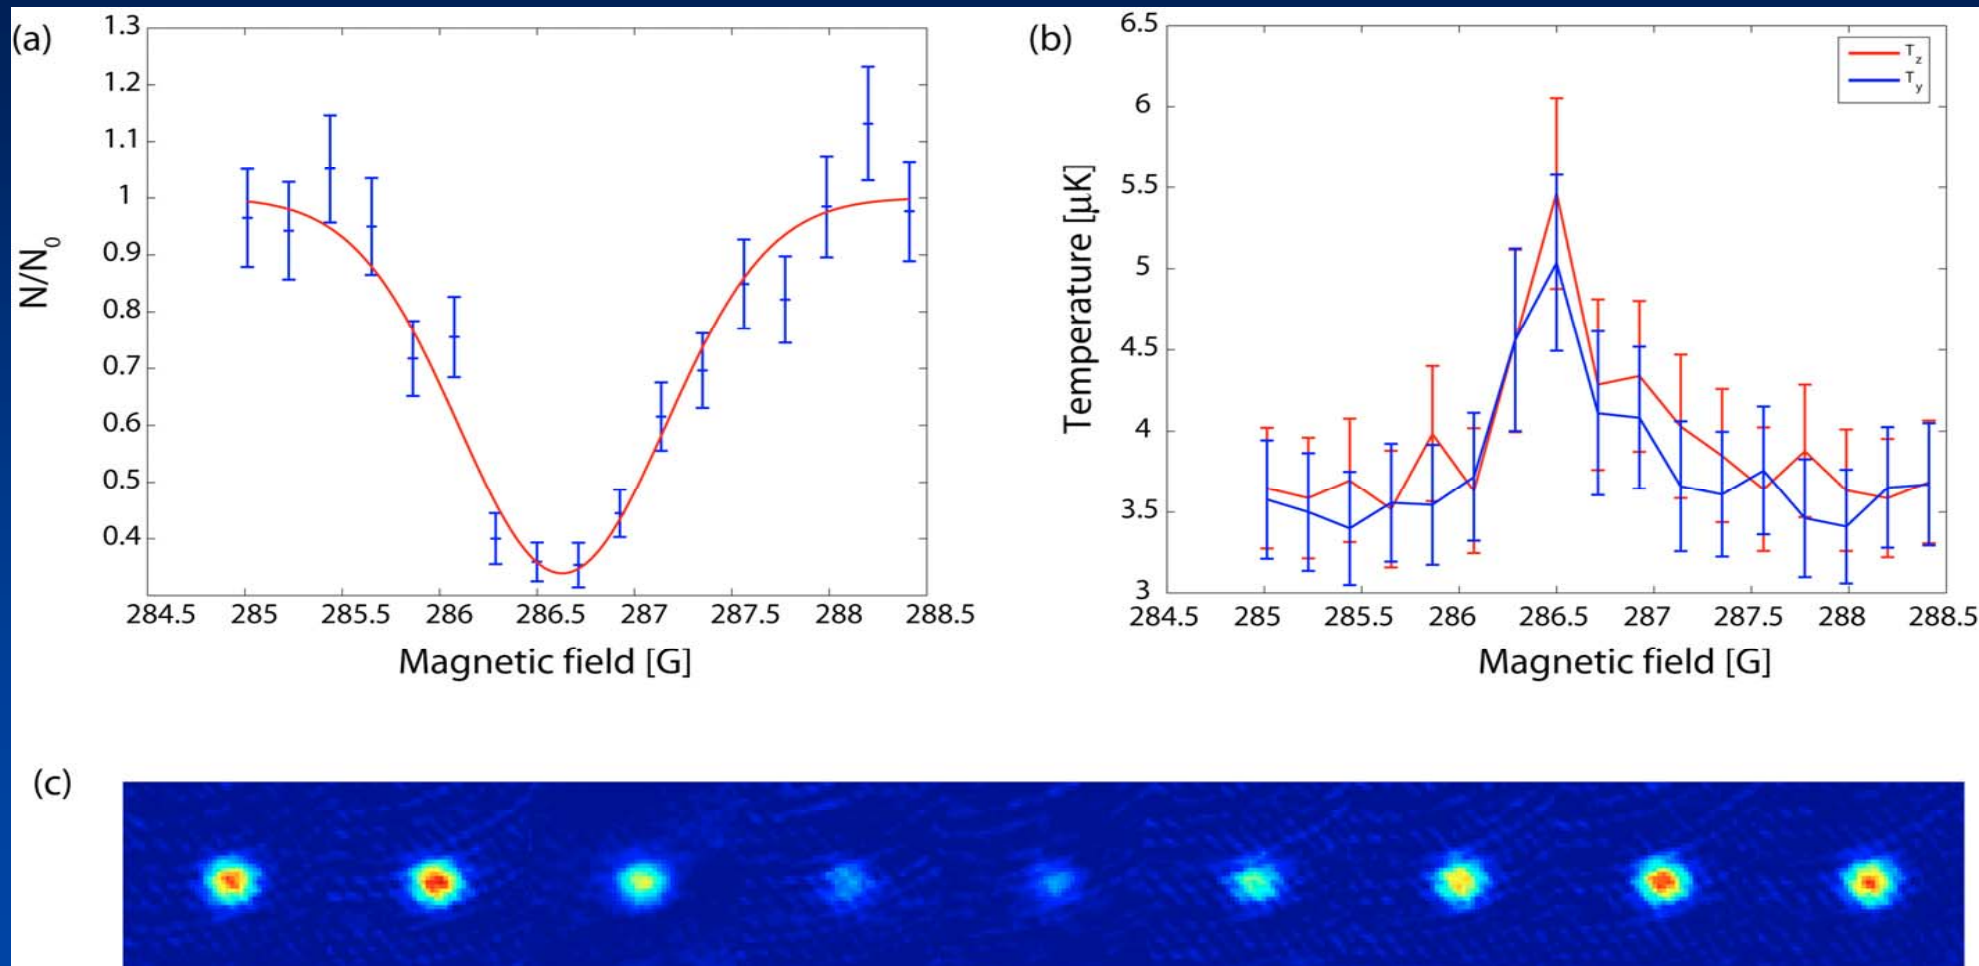 (a)
1.3
1.2
1.1
1
0.9
0.8
0.7
0.6
0.5
0.4
N/N0
284.5 285 285.5 286 286.5 287 287.5 288 288.5
Magnetic field [G]
(b)
6.5
6
5.5
5
4.5
4
3.5
3
Temperature [μK]
Tz
Ty
284.5 285 285.5 286 286.5 287 287.5 288 288.5
Magnetic field [G]
(c)